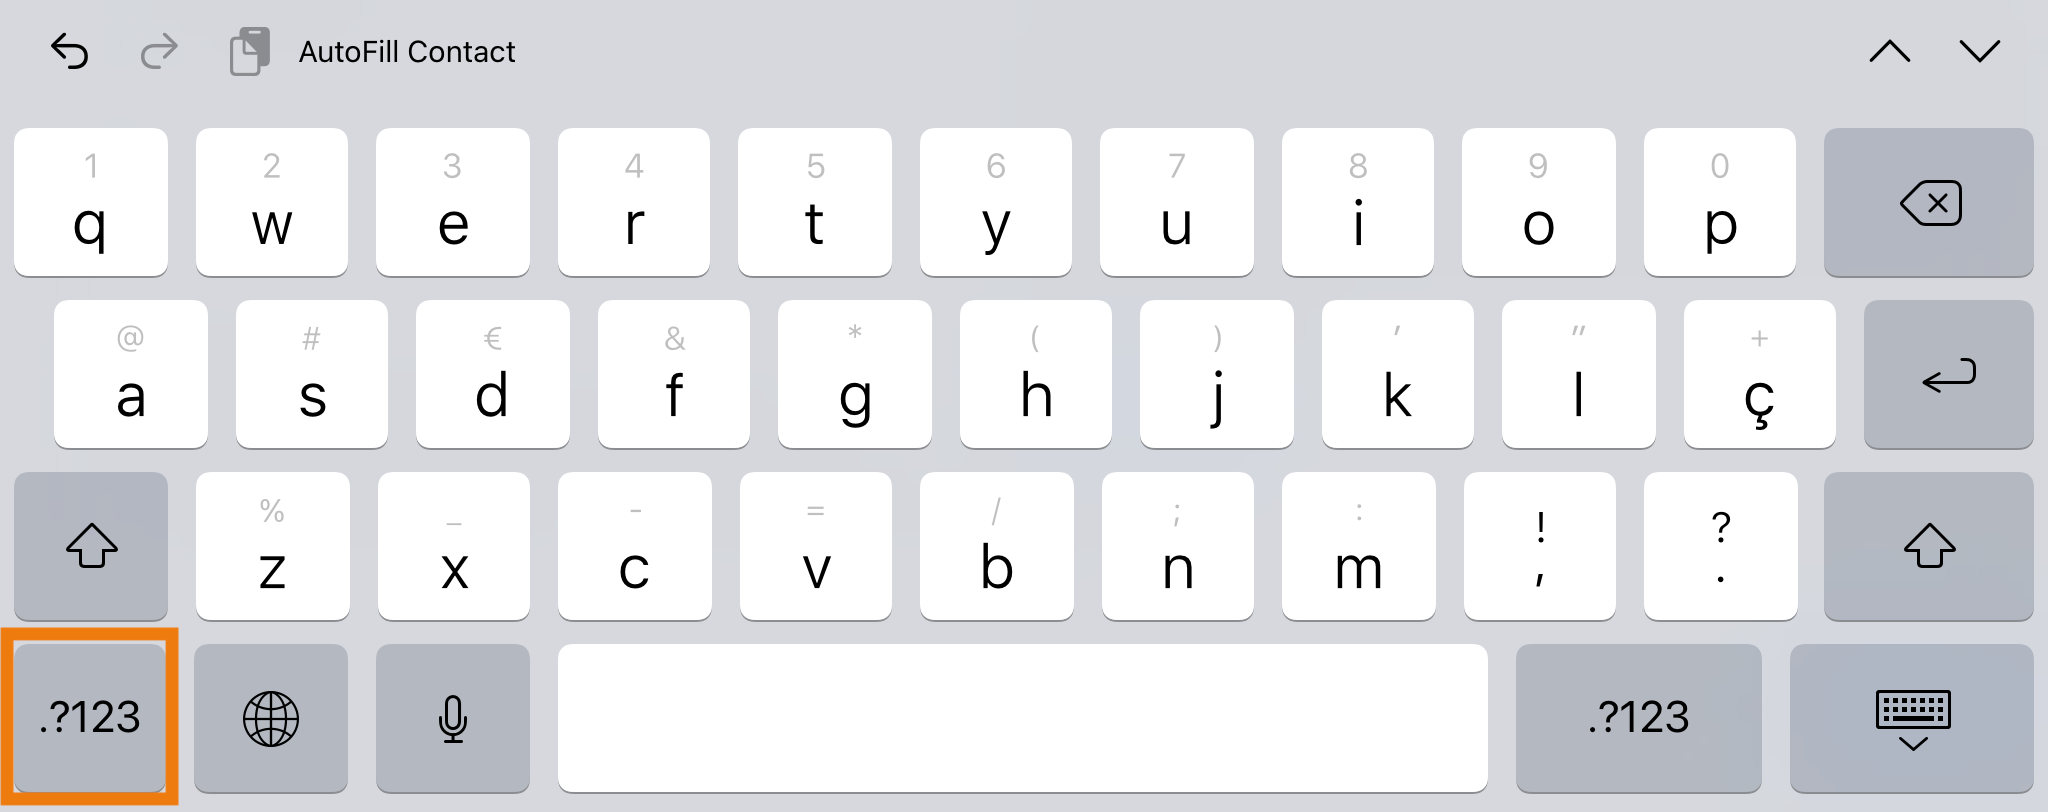 AutoFill Contact
1 2 3 4 5 6 7 8 9 0
q w e r t y u i o p
@ # € & * ( ) ′ ″ +
a s d f g h j k l ç
% _ - = / ; : ! ?
z x c v b n m , .
.?123 .?123